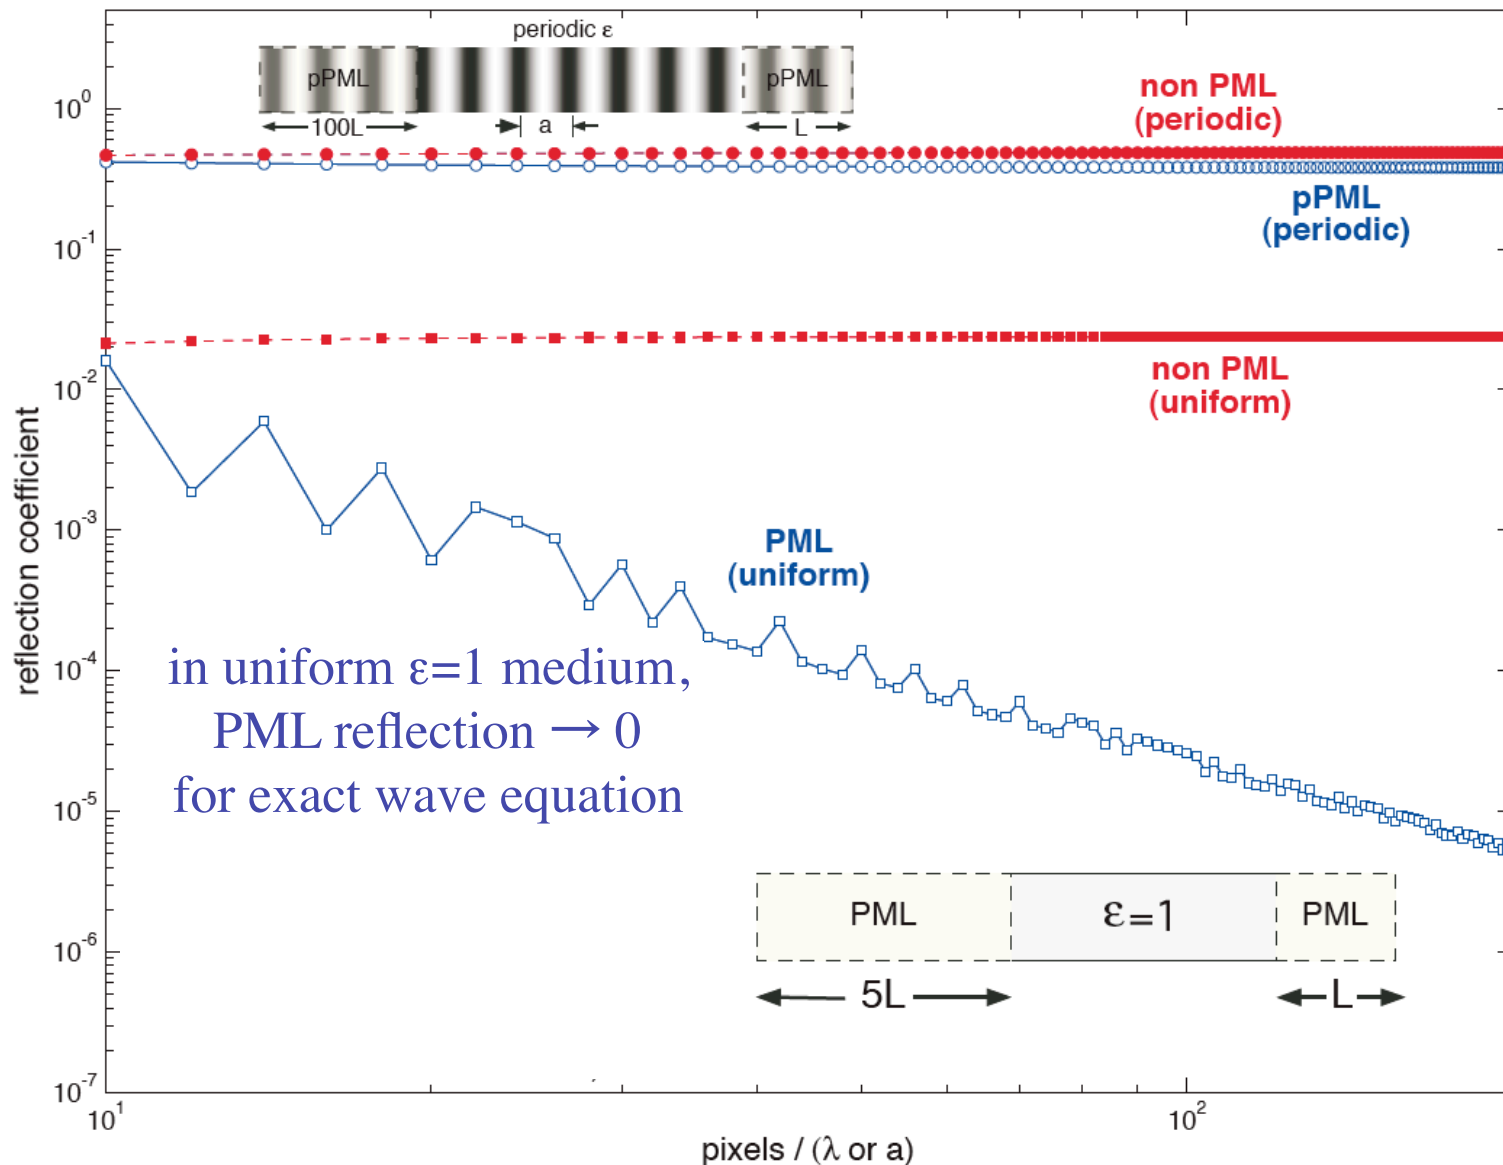 periodic ε
pPML
pPML
100L
a
L
non PML
(periodic)
pPML
(periodic)
non PML
(uniform)
PML
(uniform)
in uniform ε=1 medium,
PML reflection → 0
for exact wave equation
PML
ε=1
PML
5L
L
reflection coefficient
10^0
10^-1
10^-2
10^-3
10^-4
10^-5
10^-6
10^-7
10^1
10^2
pixels / (λ or a)